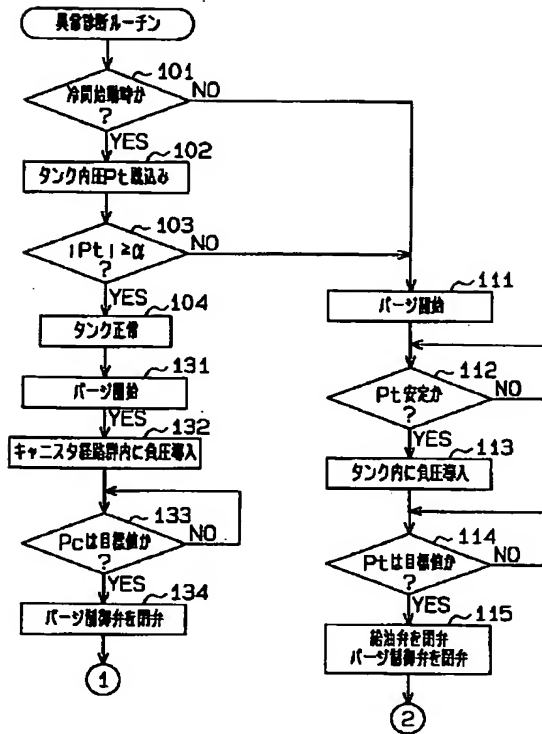 異常診断ルーチン
101
冷間始動時か
?
NO
YES
102
タンク内圧Pt読込み
103
|Pt|≧α
?
NO
YES
104
タンク正常
131
パージ開始
YES
132
キャニスタ経路群内に負圧導入
133
Pcは目標値か
?
NO
YES
134
パージ制御弁を閉弁
1
111
パージ開始
112
Pt安定か
?
NO
YES
113
タンク内に負圧導入
114
Ptは目標値か
?
NO
YES
115
給油弁を閉弁
パージ制御弁を閉弁
2